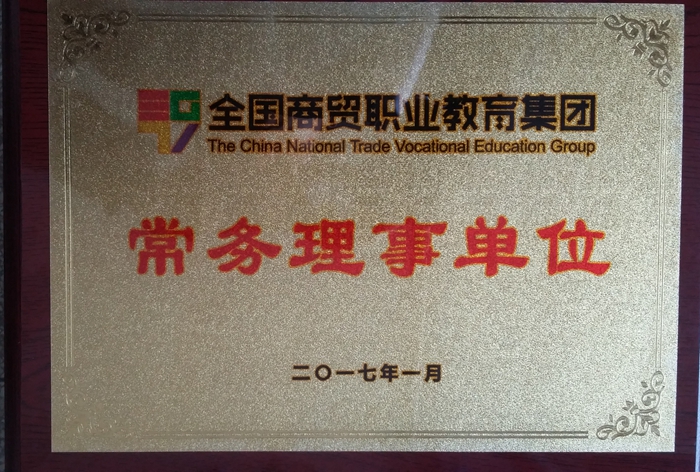 全国商贸职业教育集团
The China National Trade Vocational Education Group
常务理事单位
二〇一七年一月